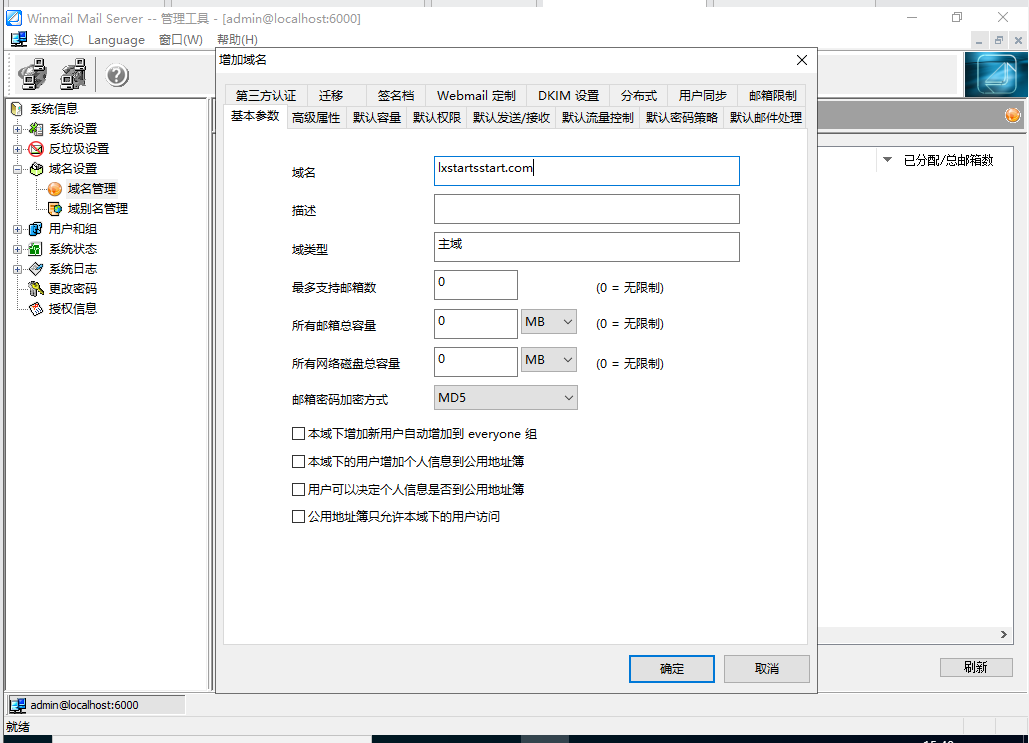 Winmail Mail Server -- 管理工具 - [admin@localhost:6000]
连接(C) Language 窗口(W) 帮助(H)
增加域名
第三方认证 迁移 签名档 Webmail 定制 DKIM 设置 分布式 用户同步 邮箱限制
基本参数 高级属性 默认容量 默认权限 默认发送/接收 默认流量控制 默认密码策略 默认邮件处理
系统信息
系统设置
反垃圾设置
域名设置
域名管理
域别名管理
用户和组
系统状态
系统日志
更改密码
授权信息
域名 lxstartsstart.com
描述
域类型 主域
最多支持邮箱数 0 (0 = 无限制)
所有邮箱总容量 0 MB (0 = 无限制)
所有网络磁盘总容量 0 MB (0 = 无限制)
邮箱密码加密方式 MD5
本域下增加新用户自动增加到 everyone 组
本域下的用户增加个人信息到公用地址簿
用户可以决定个人信息是否到公用地址簿
公用地址簿只允许本域下的用户访问
确定 取消
已分配/总邮箱数
刷新
admin@localhost:6000
就绪